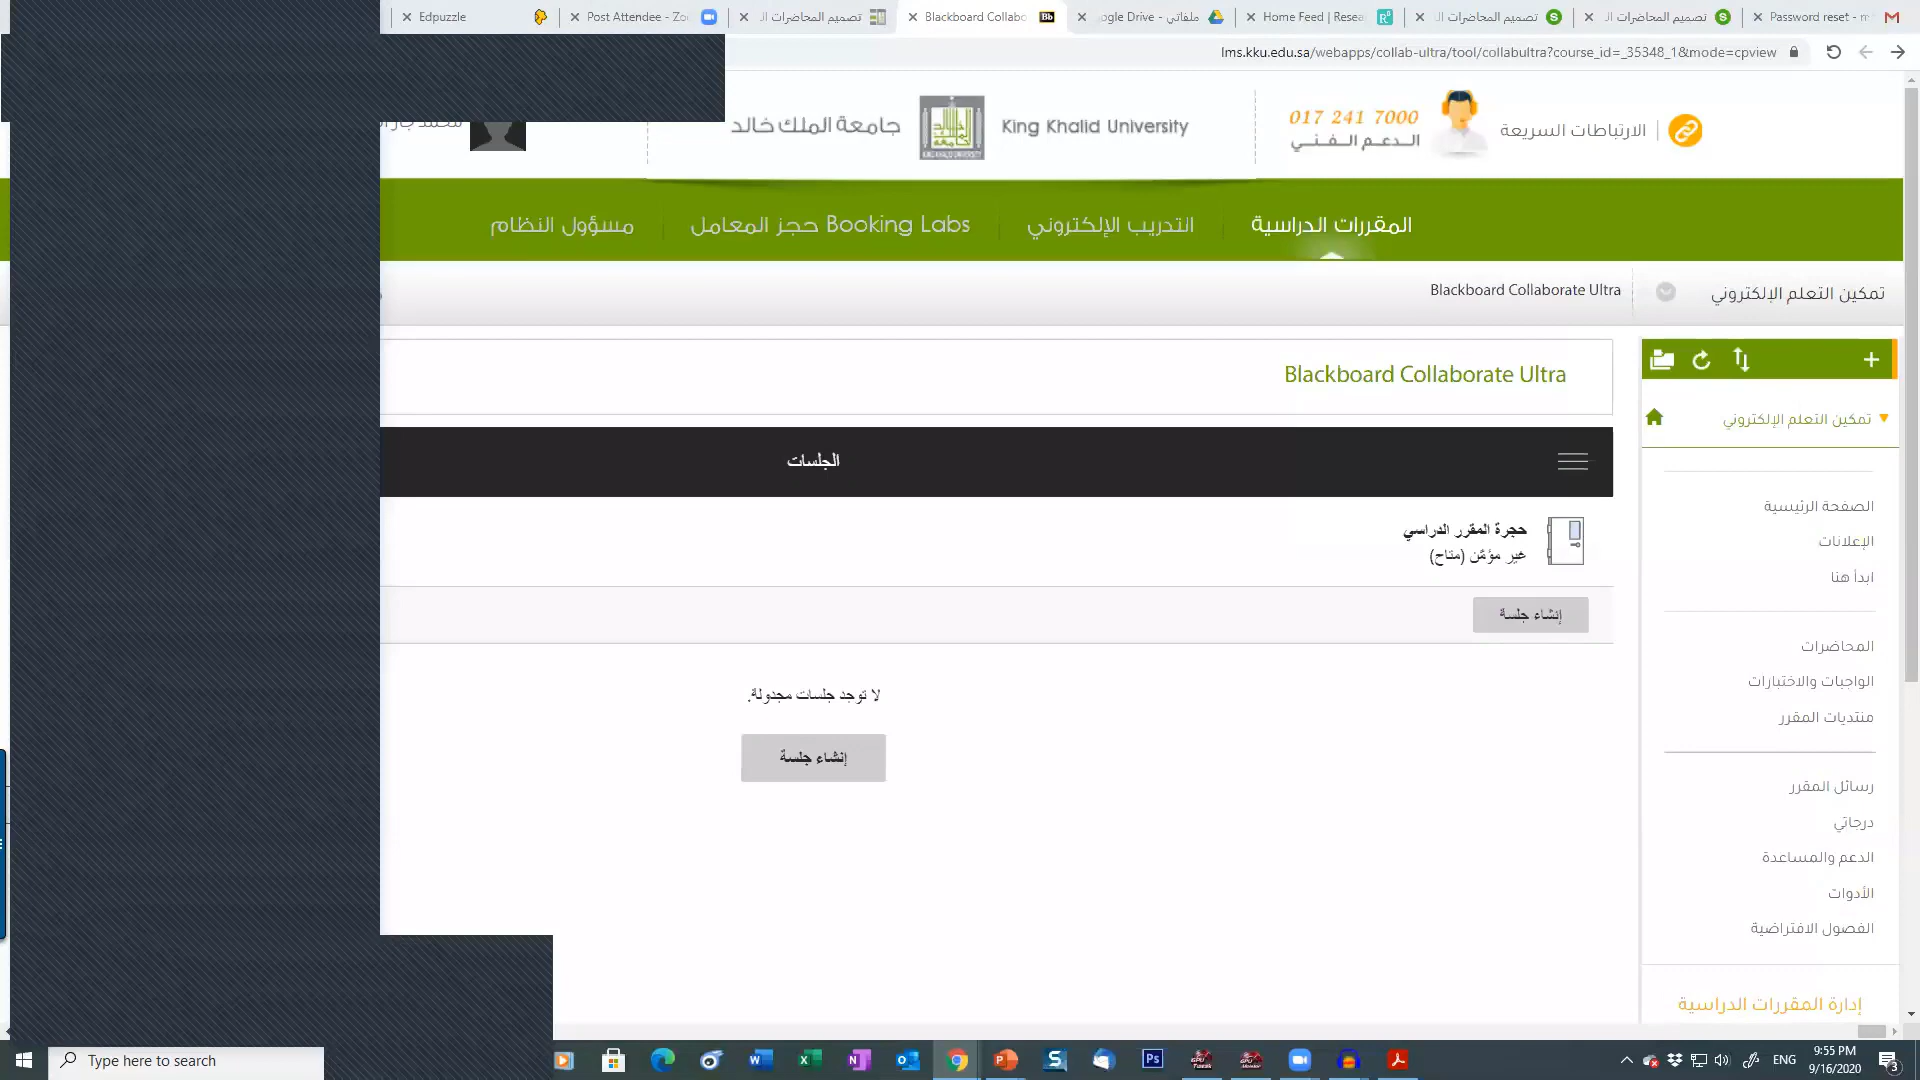 Edpuzzle
Post Attendee - Zo
تصميم المحاضرات
Blackboard Collabo
ملفاتي - Google Drive
Home Feed | Resea
تصميم المحاضرات
تصميم المحاضرات
Password reset - m
lms.kku.edu.sa/webapps/collab-ultra/tool/collabultra?course_id=_35348_1&mode=cpview
جامعة الملك خالد
King Khalid University
017 241 7000
الدعم الفني
الارتباطات السريعة
المقررات الدراسية
التدريب الإلكتروني
Booking Labs حجز المعامل
مسؤول النظام
تمكين التعلم الإلكتروني
Blackboard Collaborate Ultra
Blackboard Collaborate Ultra
الجلسات
حجرة المقرر الدراسي
غير مؤمَّن (متاح)
إنشاء جلسة
لا توجد جلسات مجدولة.
إنشاء جلسة
تمكين التعلم الإلكتروني
الصفحة الرئيسية
الإعلانات
ابدأ هنا
المحاضرات
الواجبات والاختبارات
منتديات المقرر
رسائل المقرر
درجاتي
الدعم والمساعدة
الأدوات
الفصول الافتراضية
إدارة المقررات الدراسية
Type here to search
ENG
9:55 PM
9/16/2020
3